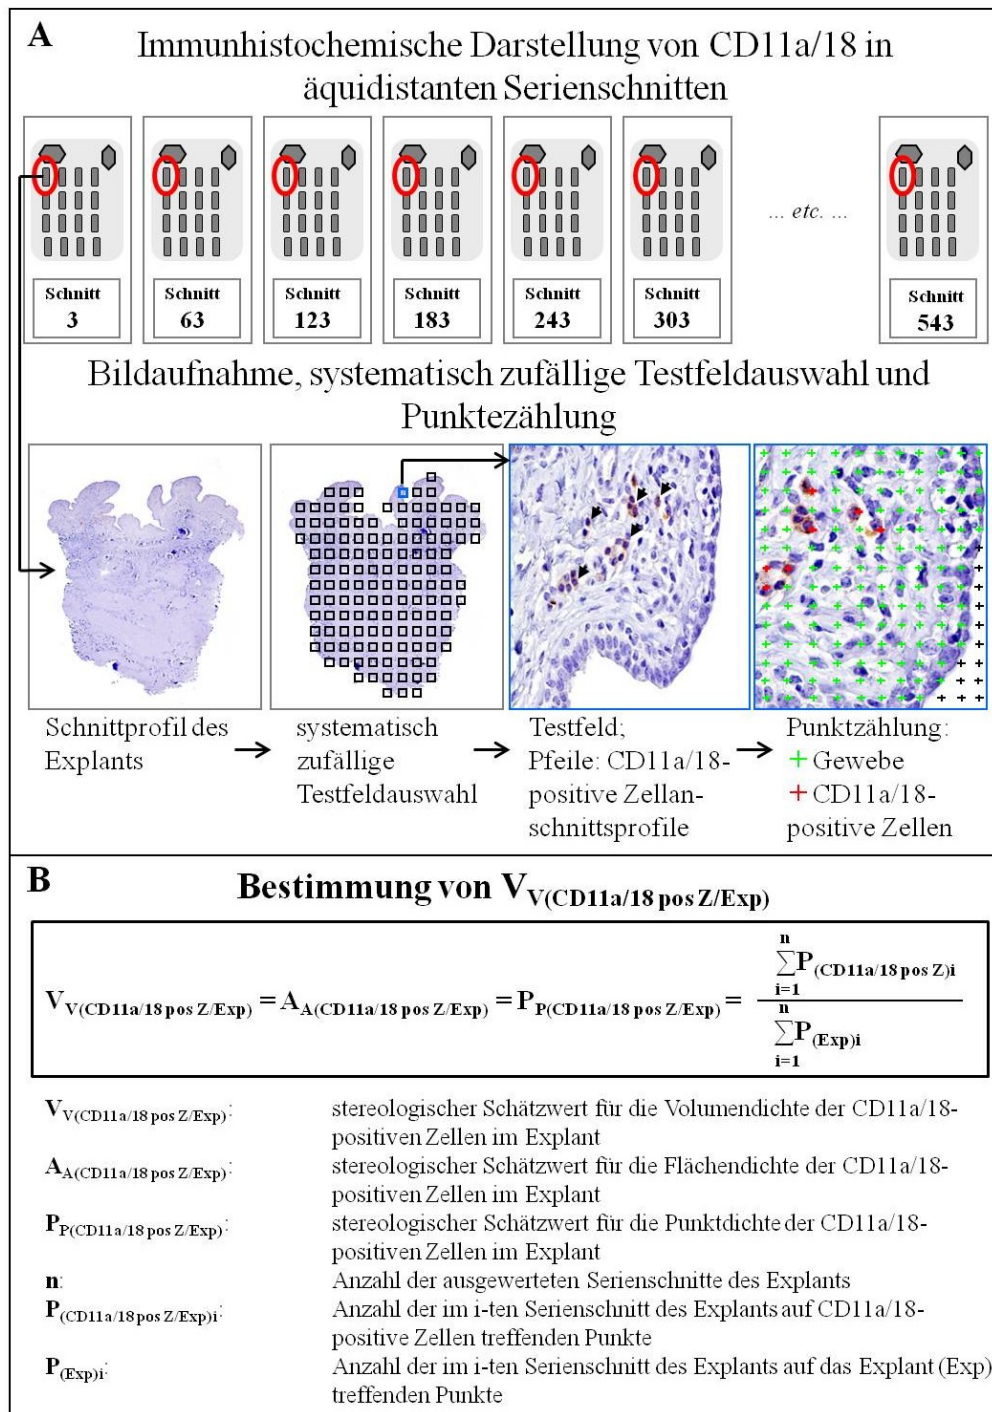 A
Immunhistochemische Darstellung von CD11a/18 in
äquidistanten Serienschnitten
Schnitt
3
Schnitt
63
Schnitt
123
Schnitt
183
Schnitt
243
Schnitt
303
... etc. ...
Schnitt
543
Bildaufnahme, systematisch zufällige Testfeldauswahl und
Punktezählung
Schnittprofil des
Explants
systematisch
zufällige
Testfeldauswahl
Testfeld;
Pfeile: CD11a/18-
positive Zellan-
schnittsprofile
Punktzählung:
+ Gewebe
+ CD11a/18-
positive Zellen
B
Bestimmung von V V(CD11a/18 pos Z/Exp)
V V(CD11a/18 pos Z/Exp) = A A(CD11a/18 pos Z/Exp) = P P(CD11a/18 pos Z/Exp) =
n
∑P(CD11a/18 pos Z)i
i=1
n
∑P(Exp)i
i=1
V V(CD11a/18 pos Z/Exp): stereologischer Schätzwert für die Volumendichte der CD11a/18-
positiven Zellen im Explant
A A(CD11a/18 pos Z/Exp): stereologischer Schätzwert für die Flächendichte der CD11a/18-
positiven Zellen im Explant
P P(CD11a/18 pos Z/Exp): stereologischer Schätzwert für die Punktdichte der CD11a/18-
positiven Zellen im Explant
n: Anzahl der ausgewerteten Serienschnitte des Explants
P(CD11a/18 pos Z/Exp)i: Anzahl der im i-ten Serienschnitt des Explants auf CD11a/18-
positive Zellen treffenden Punkte
P(Exp)i: Anzahl der im i-ten Serienschnitt des Explants auf das Explant (Exp)
treffenden Punkte